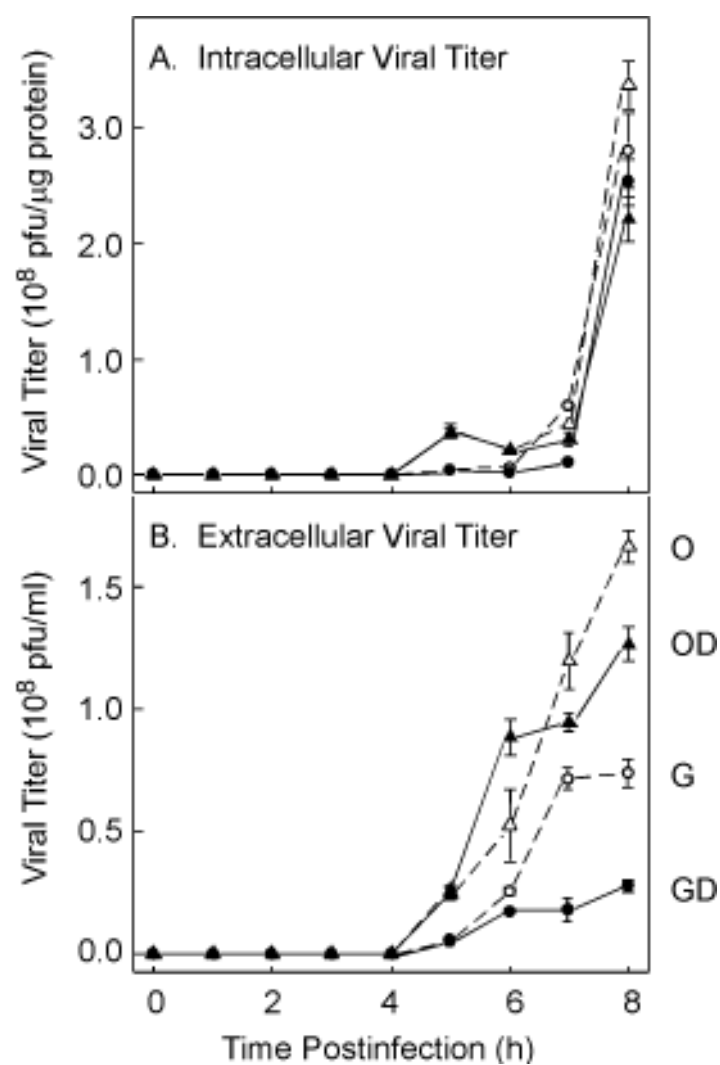 A. Intracellular Viral Titer
Viral Titer (10⁸ pfu/µg protein)
3.0
2.0
1.0
0.0
B. Extracellular Viral Titer
Viral Titer (10⁸ pfu/ml)
1.5
1.0
0.5
0.0
O
OD
G
GD
0 2 4 6 8
Time Postinfection (h)